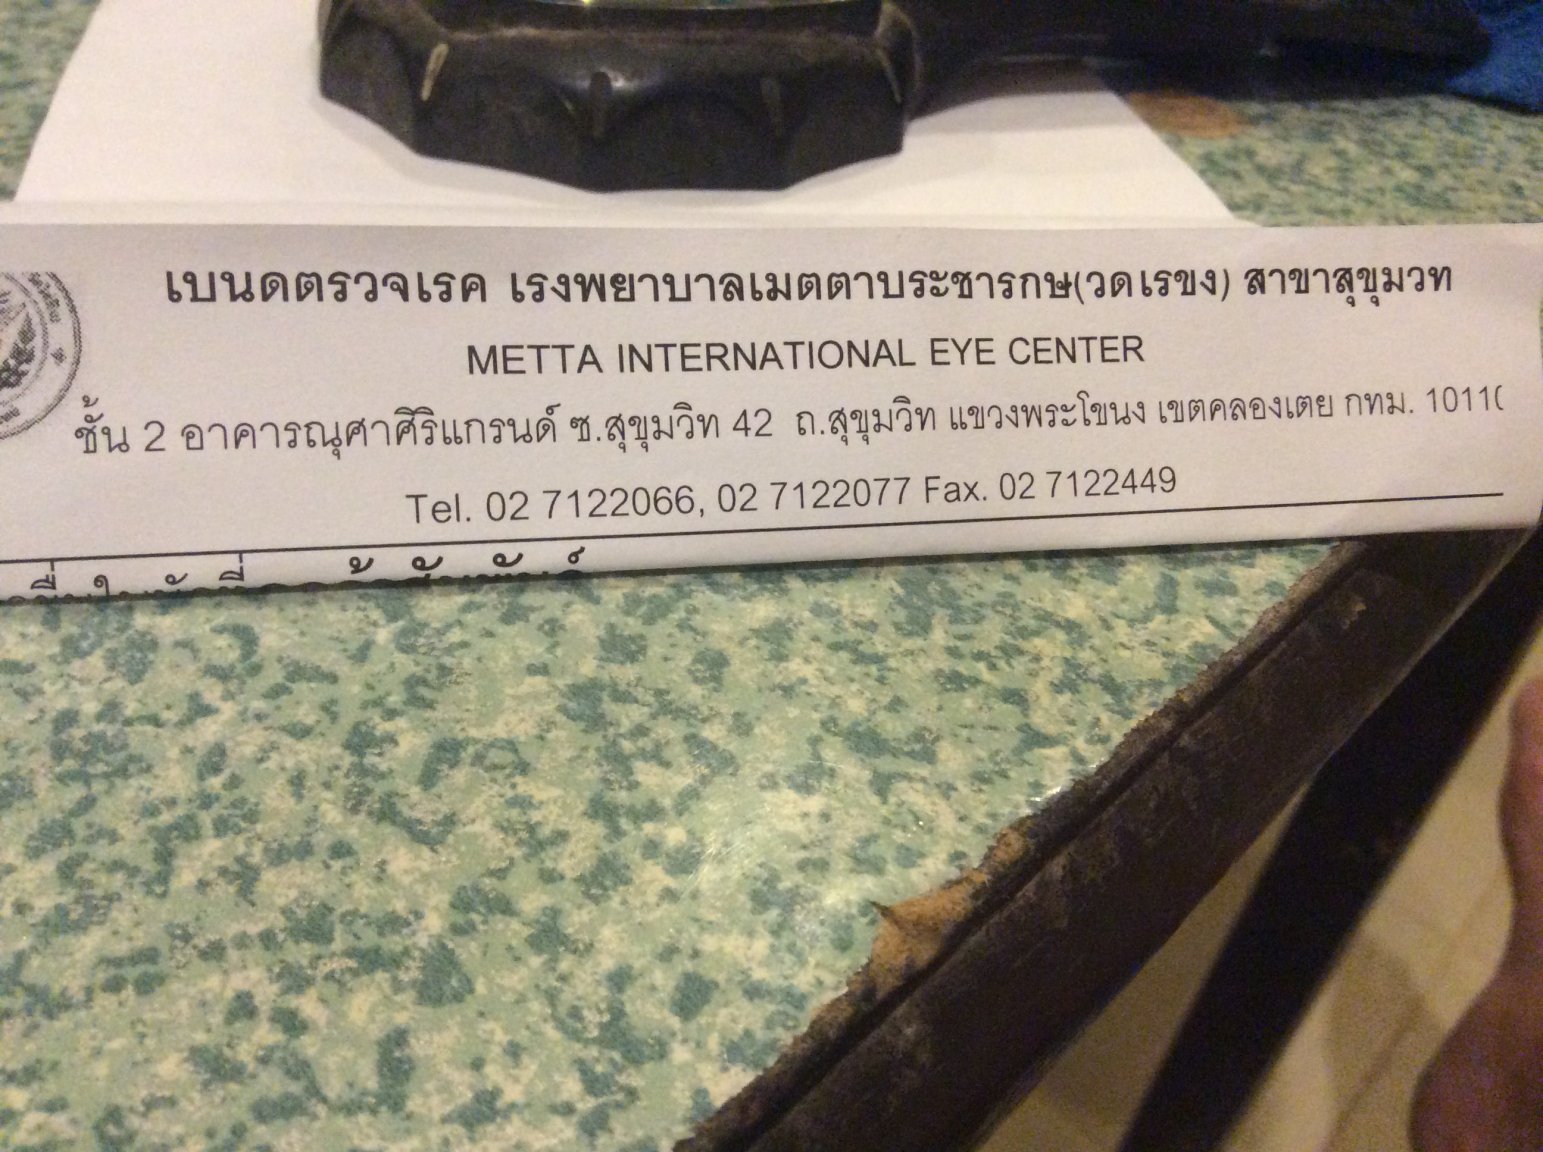 เบนดตรวจเรค เรงพยาบาลเมตตาบระชารกษ(วดเรขง) สาขาสุขุมวท
METTA INTERNATIONAL EYE CENTER
ชั้น 2 อาคารณุศาศิริแกรนด์ ซ.สุขุมวิท 42 ถ.สุขุมวิท แขวงพระโขนง เขตคลองเตย กทม. 10110
Tel. 02 7122066, 02 7122077 Fax. 02 7122449